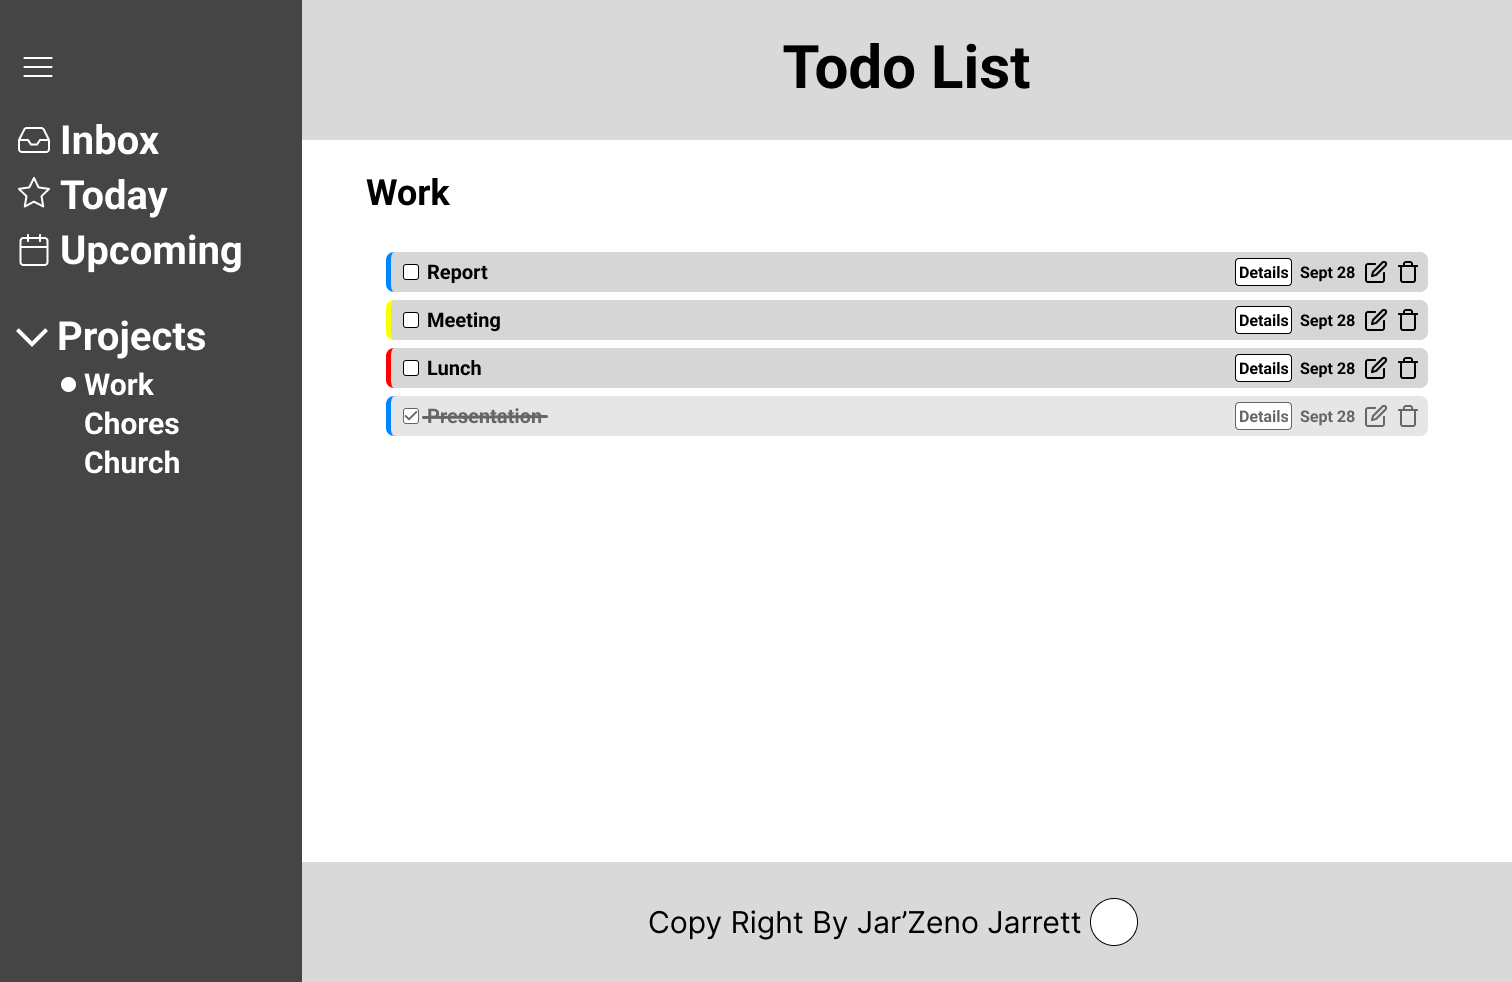 Todo List
Inbox
Today
Upcoming
Projects
Work
Chores
Church
Work
Report Details Sept 28
Meeting Details Sept 28
Lunch Details Sept 28
Presentation Details Sept 28
Copy Right By Jar’Zeno Jarrett